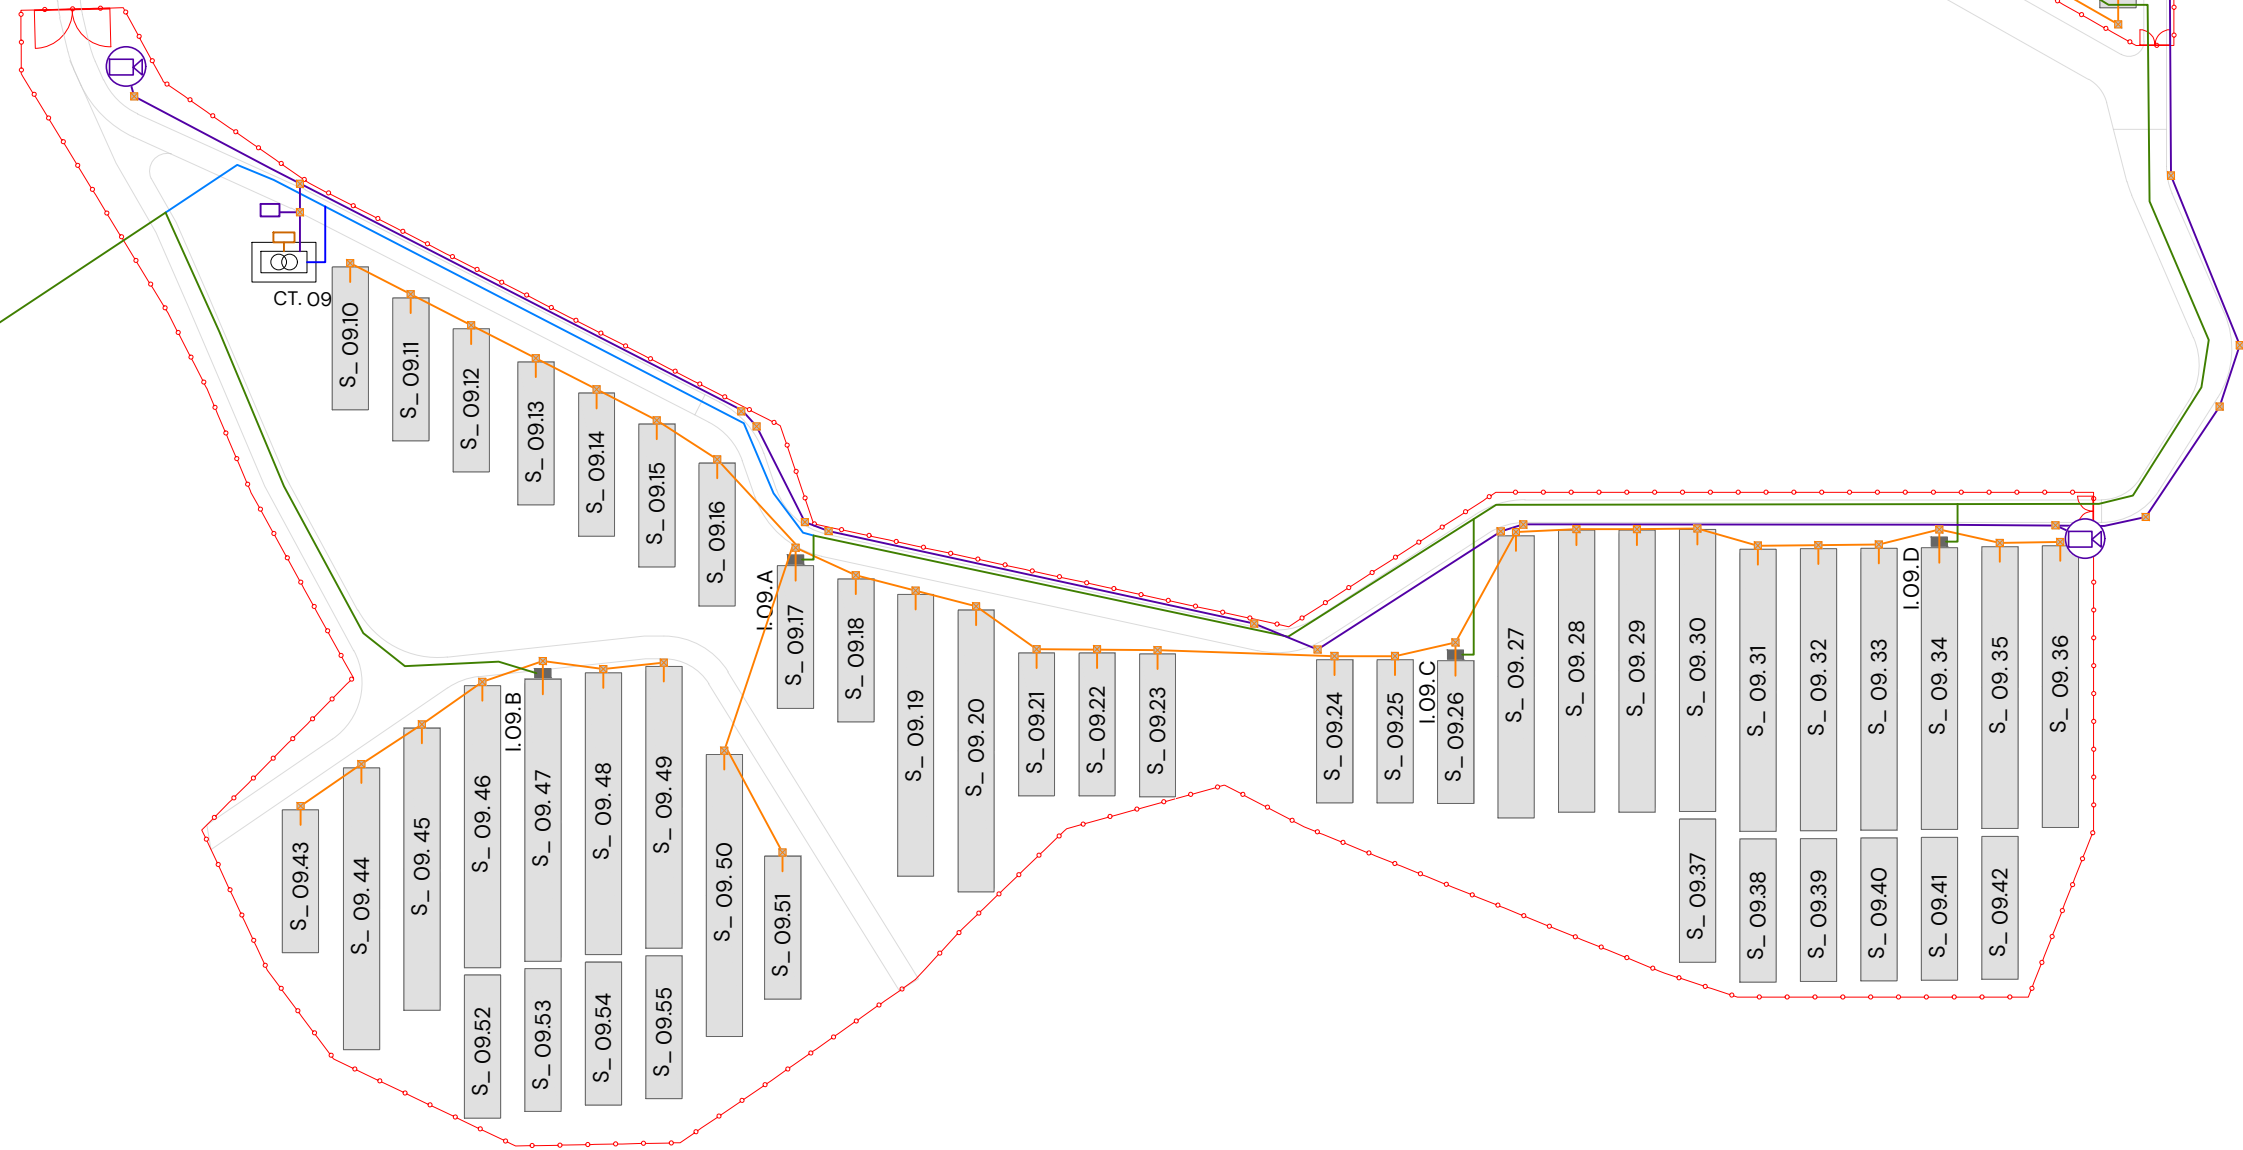 CT. 09
S_ 09.10
S_ 09.11
S_ 09.12
S_ 09.13
S_ 09.14
S_ 09.15
S_ 09.16
I.09.A
S_ 09.17
S_ 09.18
S_ 09. 19
S_ 09. 20
S_ 09.21
S_ 09.22
S_ 09.23
S_ 09.24
S_ 09.25
I.09.C
S_ 09.26
S_ 09. 27
S_ 09. 28
S_ 09. 29
S_ 09. 30
S_ 09. 31
S_ 09. 32
S_ 09. 33
I.09.D
S_ 09. 34
S_ 09. 35
S_ 09. 36
S_ 09.37
S_ 09.38
S_ 09.39
S_ 09.40
S_ 09.41
S_ 09.42
S_ 09.43
S_ 09. 44
S_ 09. 45
S_ 09. 46
I.09.B
S_ 09. 47
S_ 09. 48
S_ 09. 49
S_ 09. 50
S_ 09.51
S_ 09.52
S_ 09.53
S_ 09.54
S_ 09.55